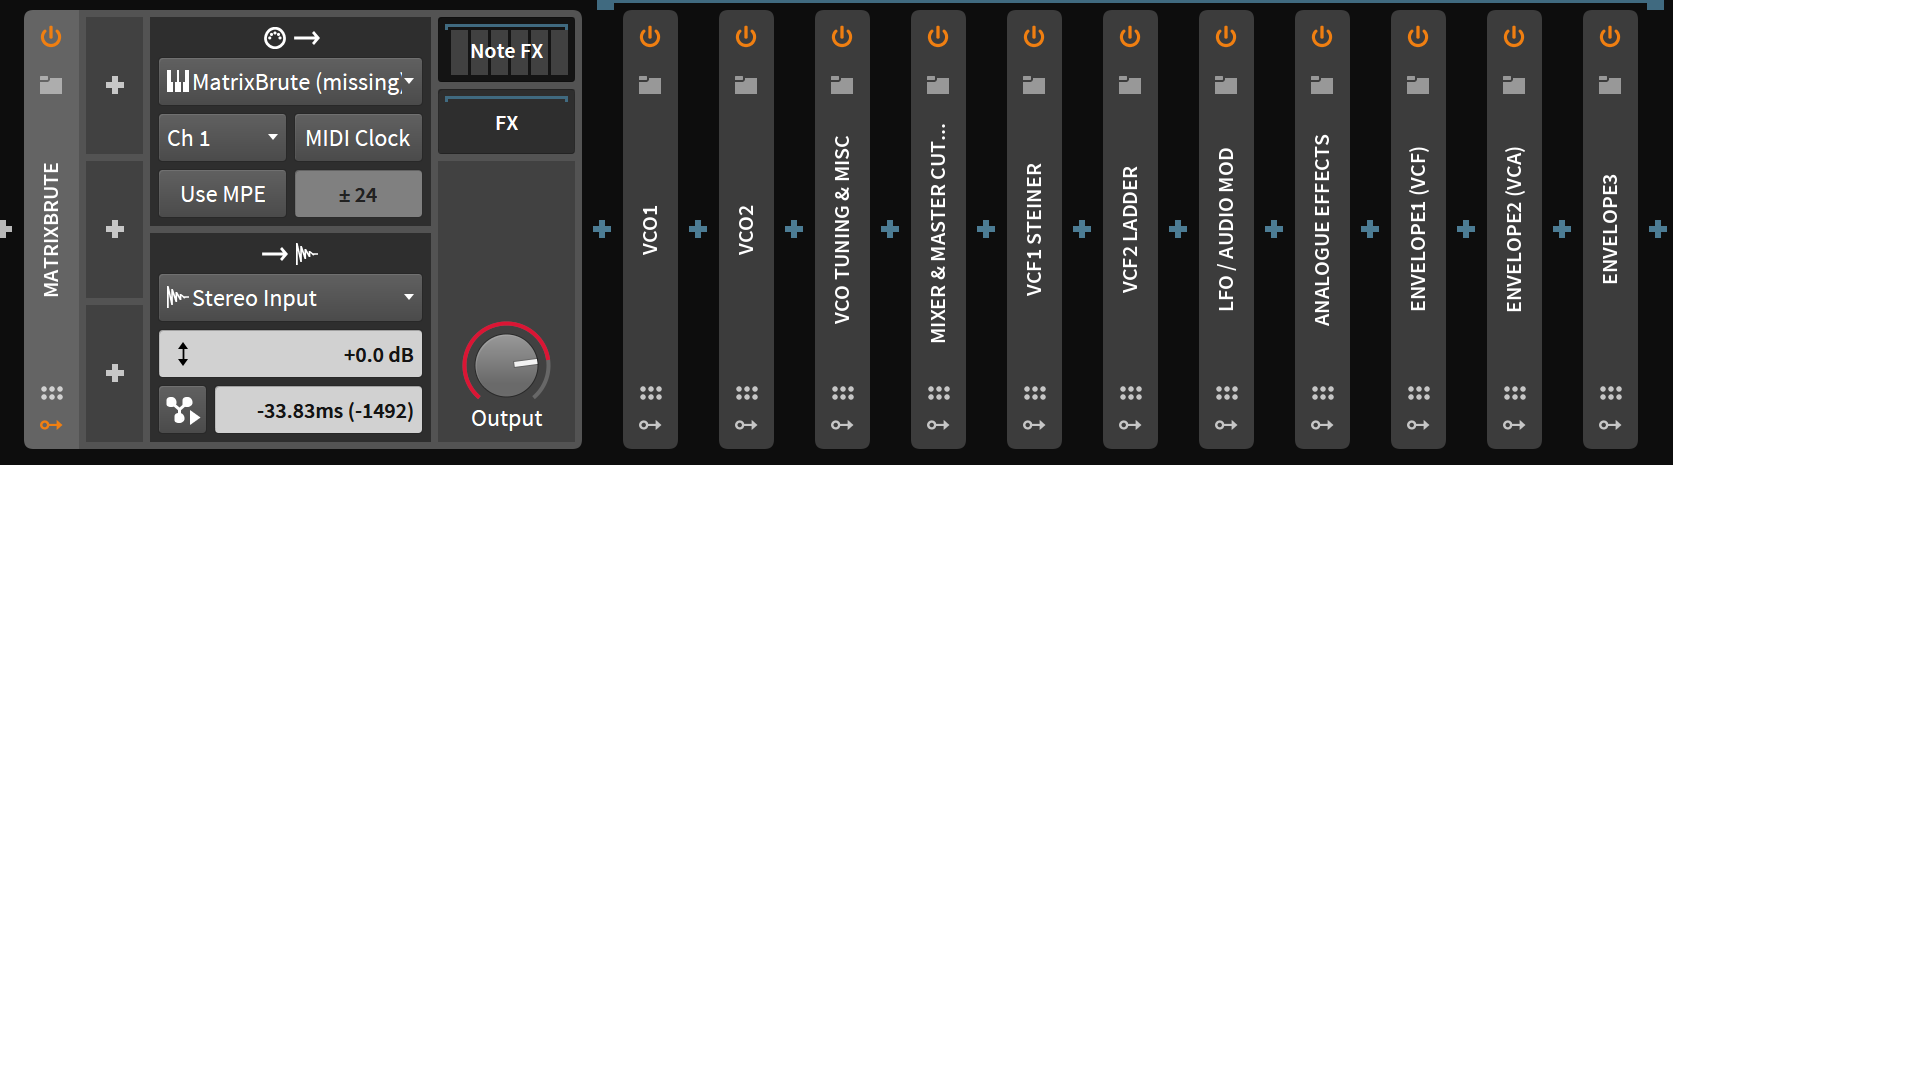 MATRIXBRUTE
MatrixBrute (missing)
Ch 1
MIDI Clock
Use MPE
± 24
Stereo Input
+0.0 dB
-33.83ms (-1492)
Note FX
FX
Output
VCO1
VCO2
VCO TUNING & MISC
MIXER & MASTER CUT...
VCF1 STEINER
VCF2 LADDER
LFO / AUDIO MOD
ANALOGUE EFFECTS
ENVELOPE1 (VCF)
ENVELOPE2 (VCA)
ENVELOPE3